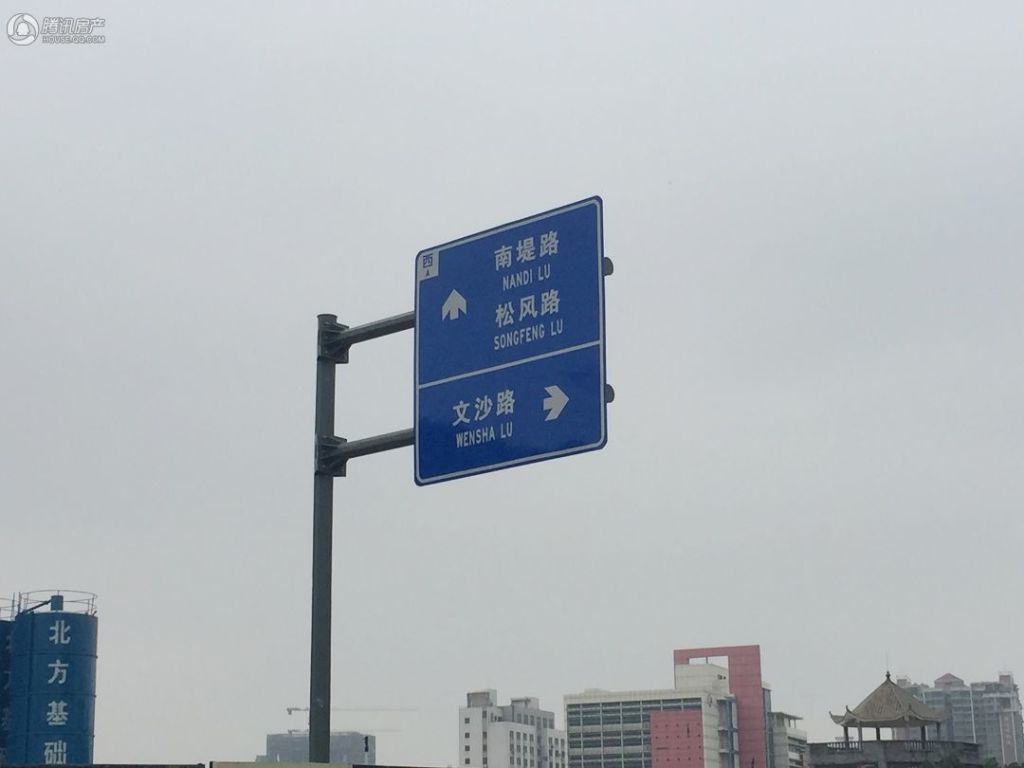 腾讯房产
HOUSE.QQ.COM
西
南堤路
NANDI LU
松风路
SONGFENG LU
文沙路
WENSHA LU
北方基础